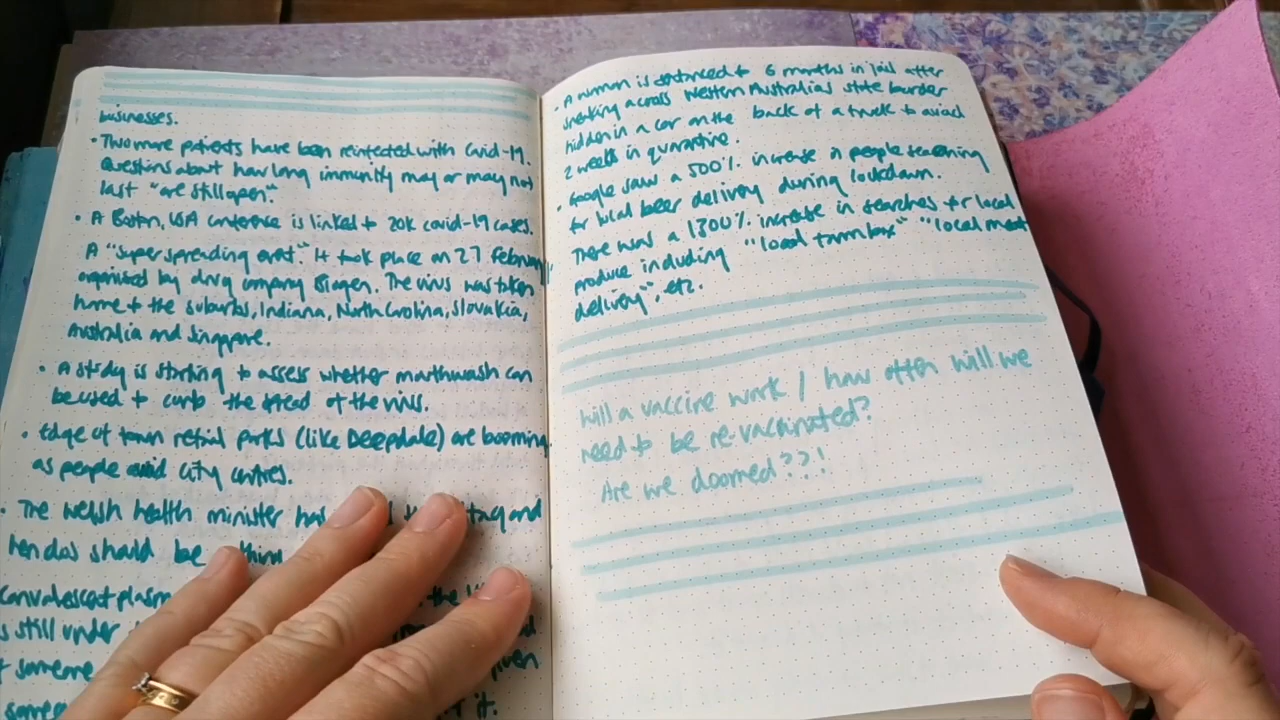 businesses.
• Two more patients have been reinfected with Covid-19.
Questions about how long immunity may or may not
last "are still open".
• A Boston, USA conference is linked to 20k covid-19 cases.
A "super spreading event". It took place on 27 February
organised by drug company Biogen. The virus was taken
home to the suburbs, Indiana, North Carolina, Slovakia,
Australia and Singapore.
• A study is starting to assess whether mouthwash can
be used to curb the spread of the virus.
• Edge of town retail parks (like Deepdale) are booming
as people avoid city centres.
• The Welsh health minister has stag and
hen dos should be
Convalescent plasm
is still under
someone given
it.
• A woman is sentenced to 6 months in jail after
sneaking across Western Australia's state border
hidden in a car on the back of a truck to avoid
2 weeks in quarantine.
• Google saw a 500% increase in people searching
for local beer delivery during lockdown.
There was a 1300% increase in searches for local
produce including "local farm box" "local meat
delivery", etc.
Will a vaccine work / how often will we
need to be re-vaccinated?
Are we doomed??!